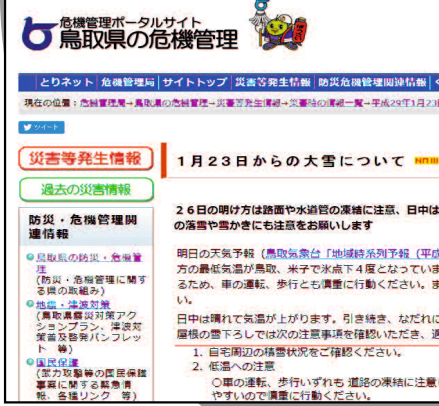 危機管理ポータルサイト
鳥取県の危機管理
とりネット 危機管理局 サイトトップ 災害等発生情報 防災危機管理関連情報
現在の位置：危機管理局→鳥取県の危機管理→災害等発生情報→災害時の情報一覧→平成29年1月23日
ツイート
災害等発生情報
過去の災害情報
防災・危機管理関
連情報
鳥取県の防災・危機管
理
(防災・危機管理に関す
る県の取組み)
地震・津波対策
(鳥取県震災対策アク
ションプラン、津波対
策普及啓発パンフレッ
ト 等)
国民保護
(武力攻撃等の国民保護
事案に関する緊急情
報、各種リンク 等)
1月23日からの大雪について
26日の明け方は路面や水道管の凍結に注意、日中は
の落雪や雪かきにも注意をお願いします
明日の天気予報（鳥取気象台「地域時系列予報（平成
方の最低気温が鳥取、米子で氷点下４度となっていま
るため、車の運転、歩行とも慎重に行動ください。ま
い。
日中は晴れて気温が上がります。引き続き、なだれに
屋根の雪下ろしでは次の注意事項を確認いただき、適
1. 自宅周辺の積雪状況をご確認ください。
2. 低温への注意
○車の運転、歩行いずれも 道路の凍結に注意し
やすいので慎重に行動ください。